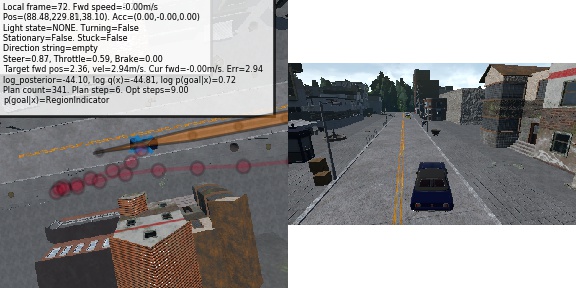 Local frame=72. Fwd speed=-0.00m/s
Pos=(88.48,229.81,38.10). Acc=(0.00,-0.00,0.00)
Light state=NONE. Turning=False
Stationary=False. Stuck=False
Direction string=empty
Steer=0.87, Throttle=0.59, Brake=0.00
Target fwd pos=2.36, vel=2.94m/s. Cur fwd=-0.00m/s. Err=2.94
log_posterior=-44.10, log q(x)=-44.81, log p(goal|x)=0.72
Plan count=341. Plan step=6. Opt steps=9.00
p(goal|x)=RegionIndicator